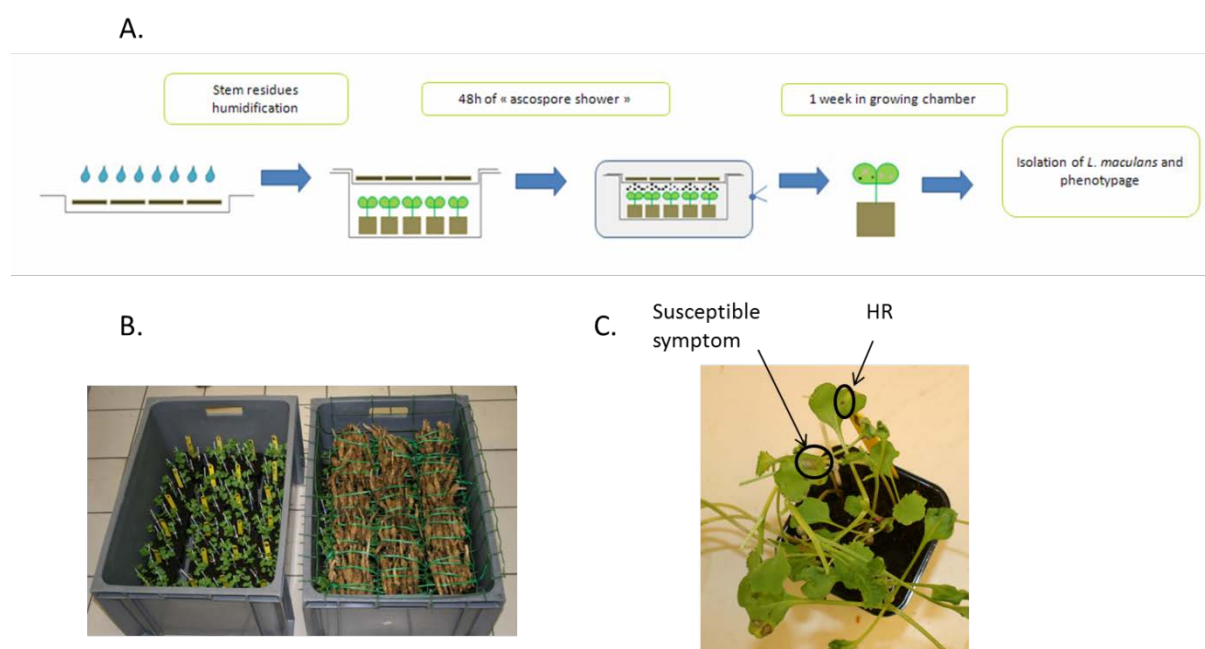 A.
Stem residues
humidification
48h of « ascospore shower »
1 week in growing chamber
Isolation of L. maculans and
phenotypage
B.
C.
Susceptible
symptom
HR